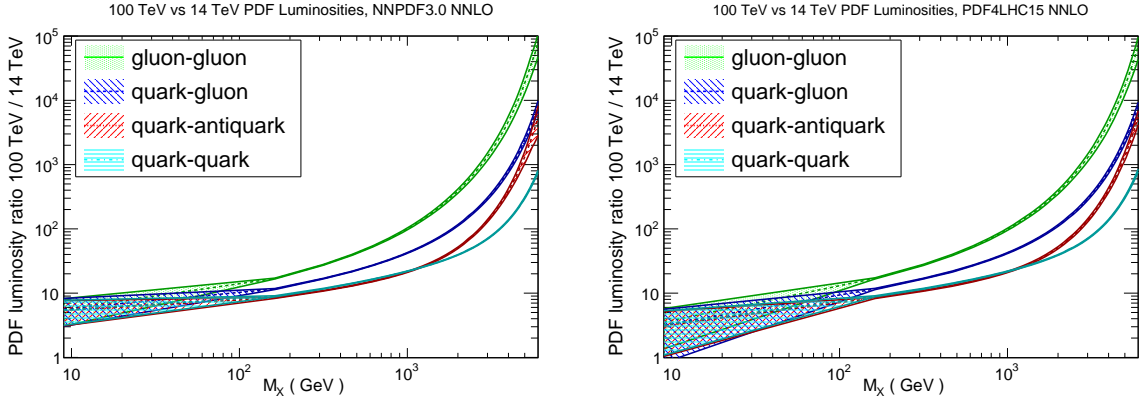 100 TeV vs 14 TeV PDF Luminosities, NNPDF3.0 NNLO
PDF luminosity ratio 100 TeV / 14 TeV
10^5
10^4
10^3
10^2
10
1
gluon-gluon
quark-gluon
quark-antiquark
quark-quark
10
10^2
10^3
M_X ( GeV )
100 TeV vs 14 TeV PDF Luminosities, PDF4LHC15 NNLO
PDF luminosity ratio 100 TeV / 14 TeV
10^5
10^4
10^3
10^2
10
1
gluon-gluon
quark-gluon
quark-antiquark
quark-quark
10
10^2
10^3
M_X ( GeV )